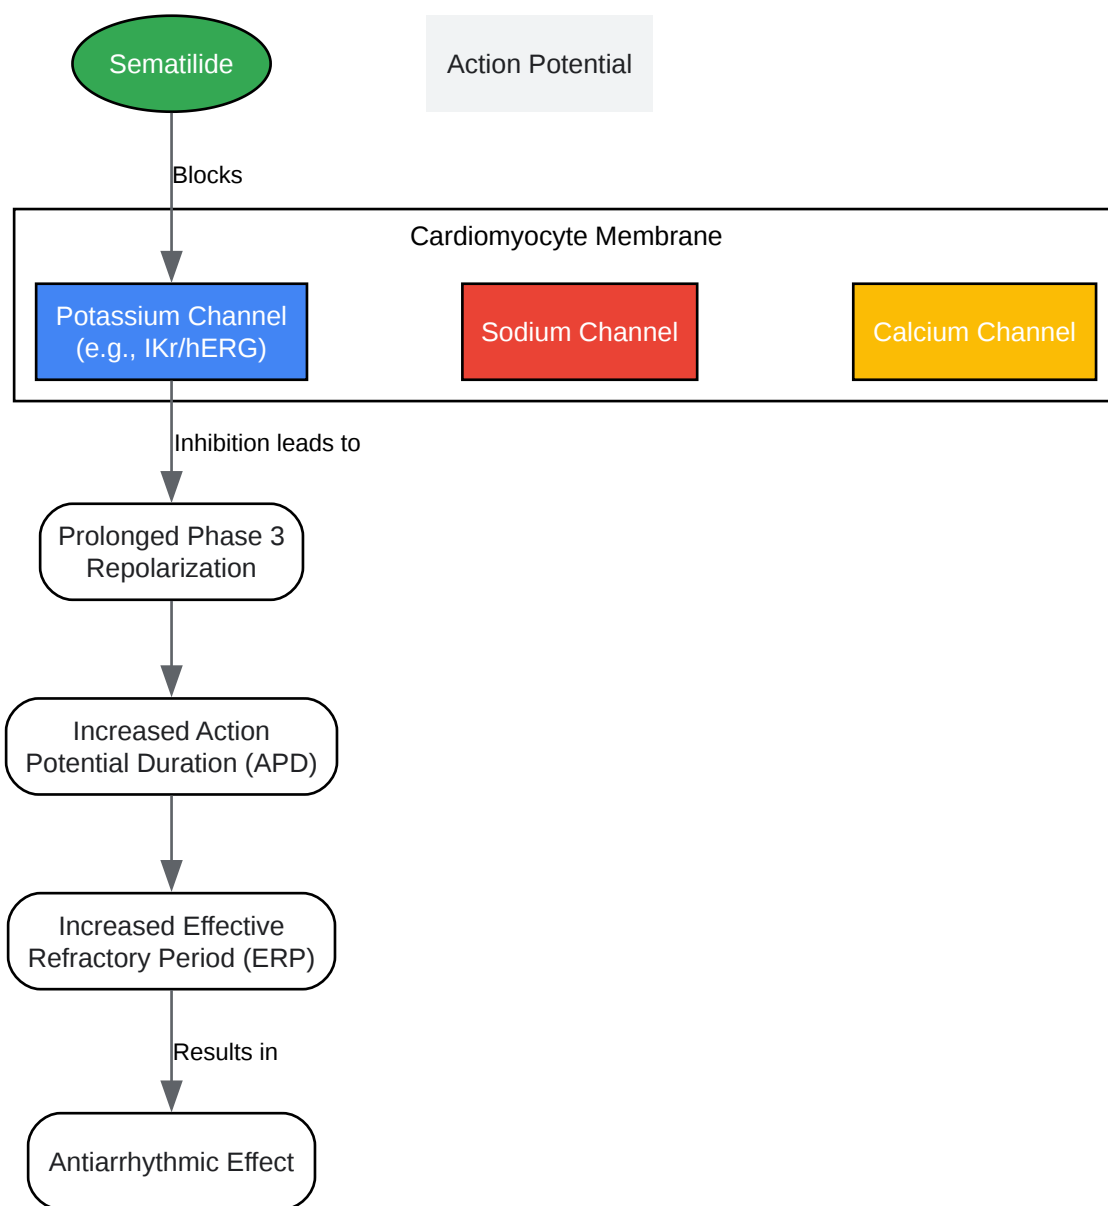 Sematilide
Action Potential
Blocks
Cardiomyocyte Membrane
Potassium Channel
(e.g., IKr/hERG)
Sodium Channel
Calcium Channel
Inhibition leads to
Prolonged Phase 3
Repolarization
Increased Action
Potential Duration (APD)
Increased Effective
Refractory Period (ERP)
Results in
Antiarrhythmic Effect